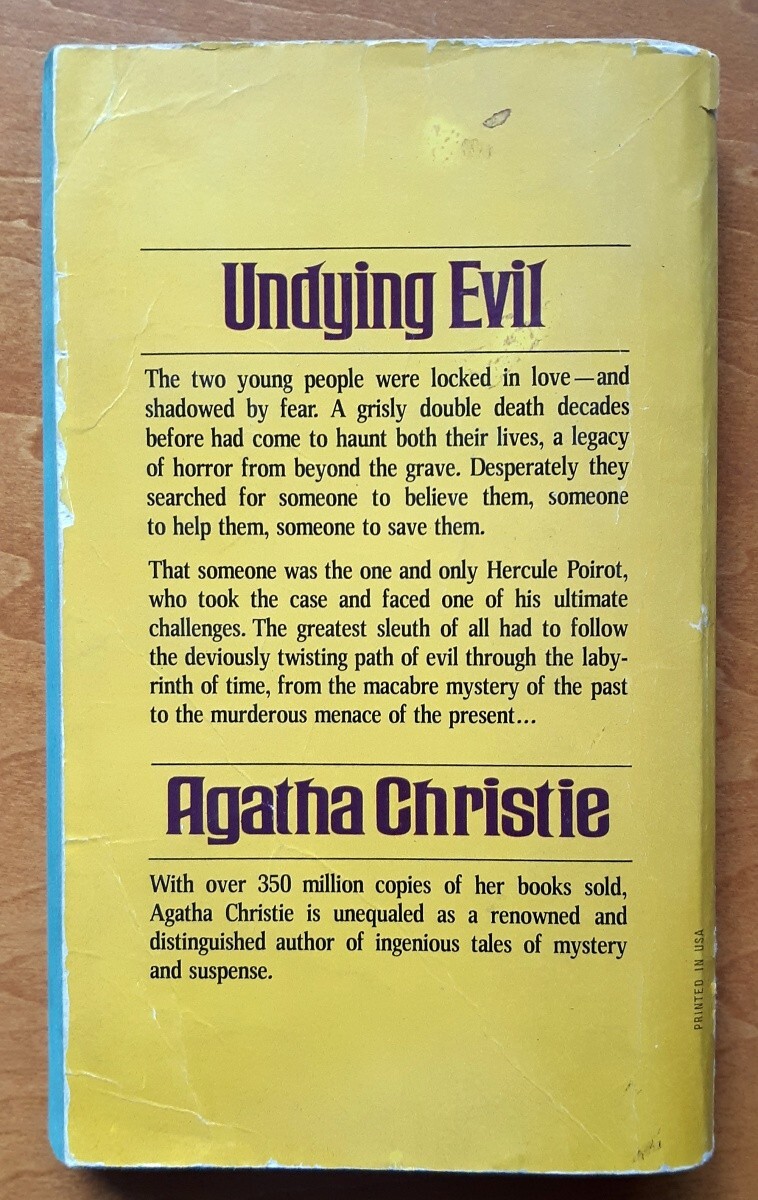 Undying Evil
The two young people were locked in love—and
shadowed by fear. A grisly double death decades
before had come to haunt both their lives, a legacy
of horror from beyond the grave. Desperately they
searched for someone to believe them, someone
to help them, someone to save them.
That someone was the one and only Hercule Poirot,
who took the case and faced one of his ultimate
challenges. The greatest sleuth of all had to follow
the deviously twisting path of evil through the laby-
rinth of time, from the macabre mystery of the past
to the murderous menace of the present...
Agatha Christie
With over 350 million copies of her books sold,
Agatha Christie is unequaled as a renowned and
distinguished author of ingenious tales of mystery
and suspense.
PRINTED IN USA